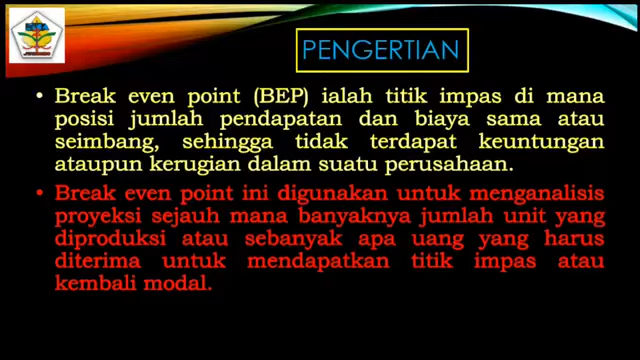 PENGERTIAN
• Break even point (BEP) ialah titik impas di mana
posisi jumlah pendapatan dan biaya sama atau
seimbang, sehingga tidak terdapat keuntungan
ataupun kerugian dalam suatu perusahaan.
• Break even point ini digunakan untuk menganalisis
proyeksi sejauh mana banyaknya jumlah unit yang
diproduksi atau sebanyak apa uang yang harus
diterima untuk mendapatkan titik impas atau
kembali modal.